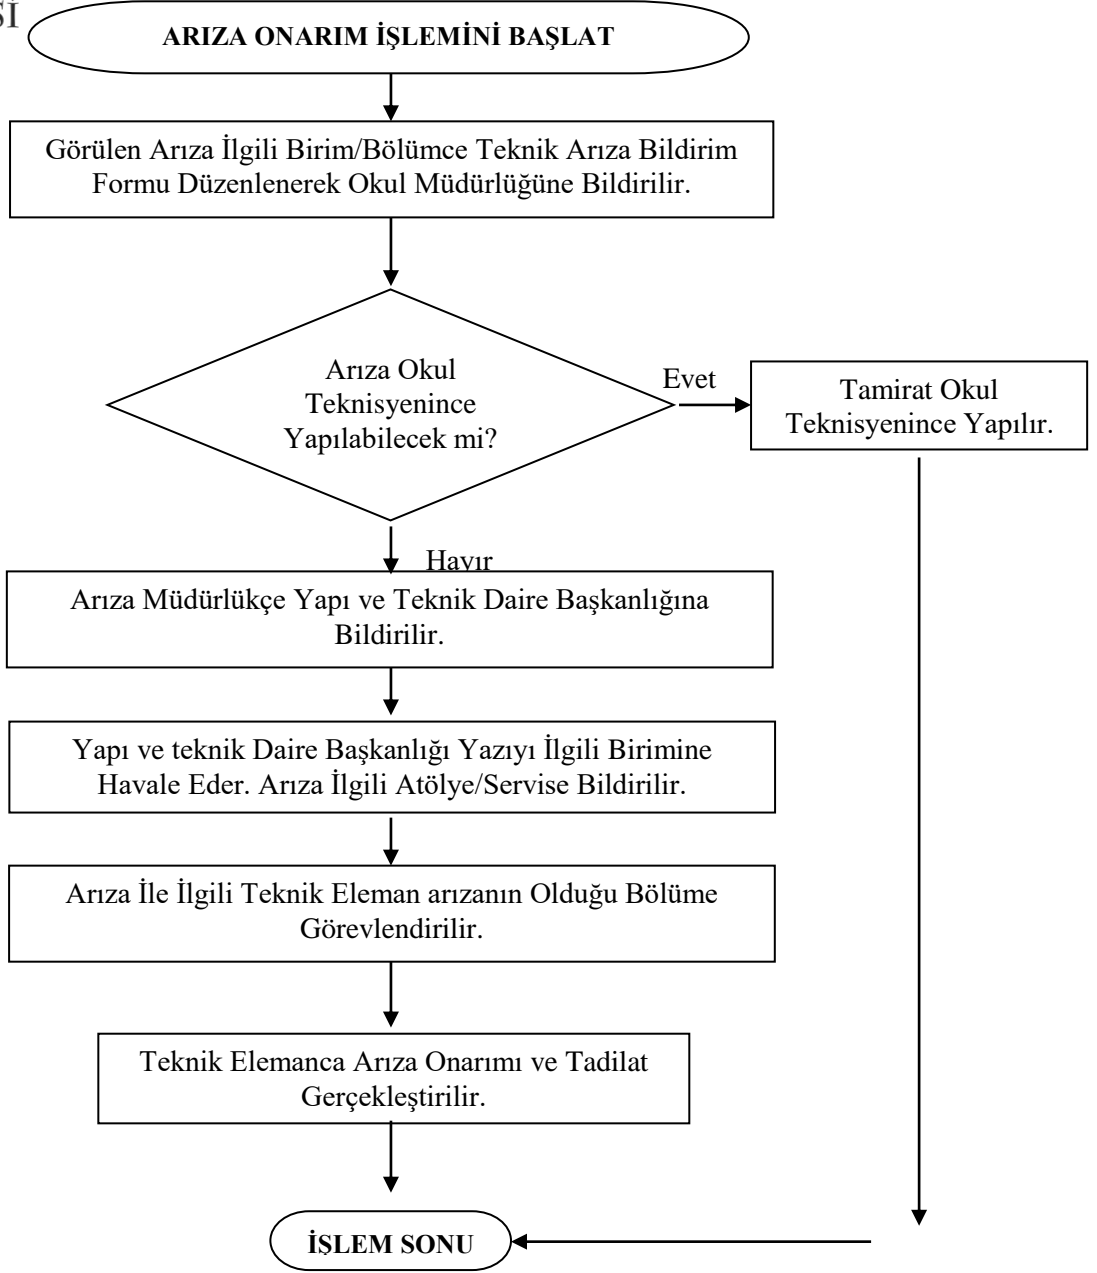 Sİ
ARIZA ONARIM İŞLEMİNİ BAŞLAT
Görülen Arıza İlgili Birim/Bölümce Teknik Arıza Bildirim
Formu Düzenlenerek Okul Müdürlüğüne Bildirilir.
Arıza Okul
Teknisyenince
Yapılabilecek mi?
Evet
Tamirat Okul
Teknisyenince Yapılır.
Hayır
Arıza Müdürlükçe Yapı ve Teknik Daire Başkanlığına
Bildirilir.
Yapı ve teknik Daire Başkanlığı Yazıyı İlgili Birimine
Havale Eder. Arıza İlgili Atölye/Servise Bildirilir.
Arıza İle İlgili Teknik Eleman arızanın Olduğu Bölüme
Görevlendirilir.
Teknik Elemanca Arıza Onarımı ve Tadilat
Gerçekleştirilir.
İŞLEM SONU